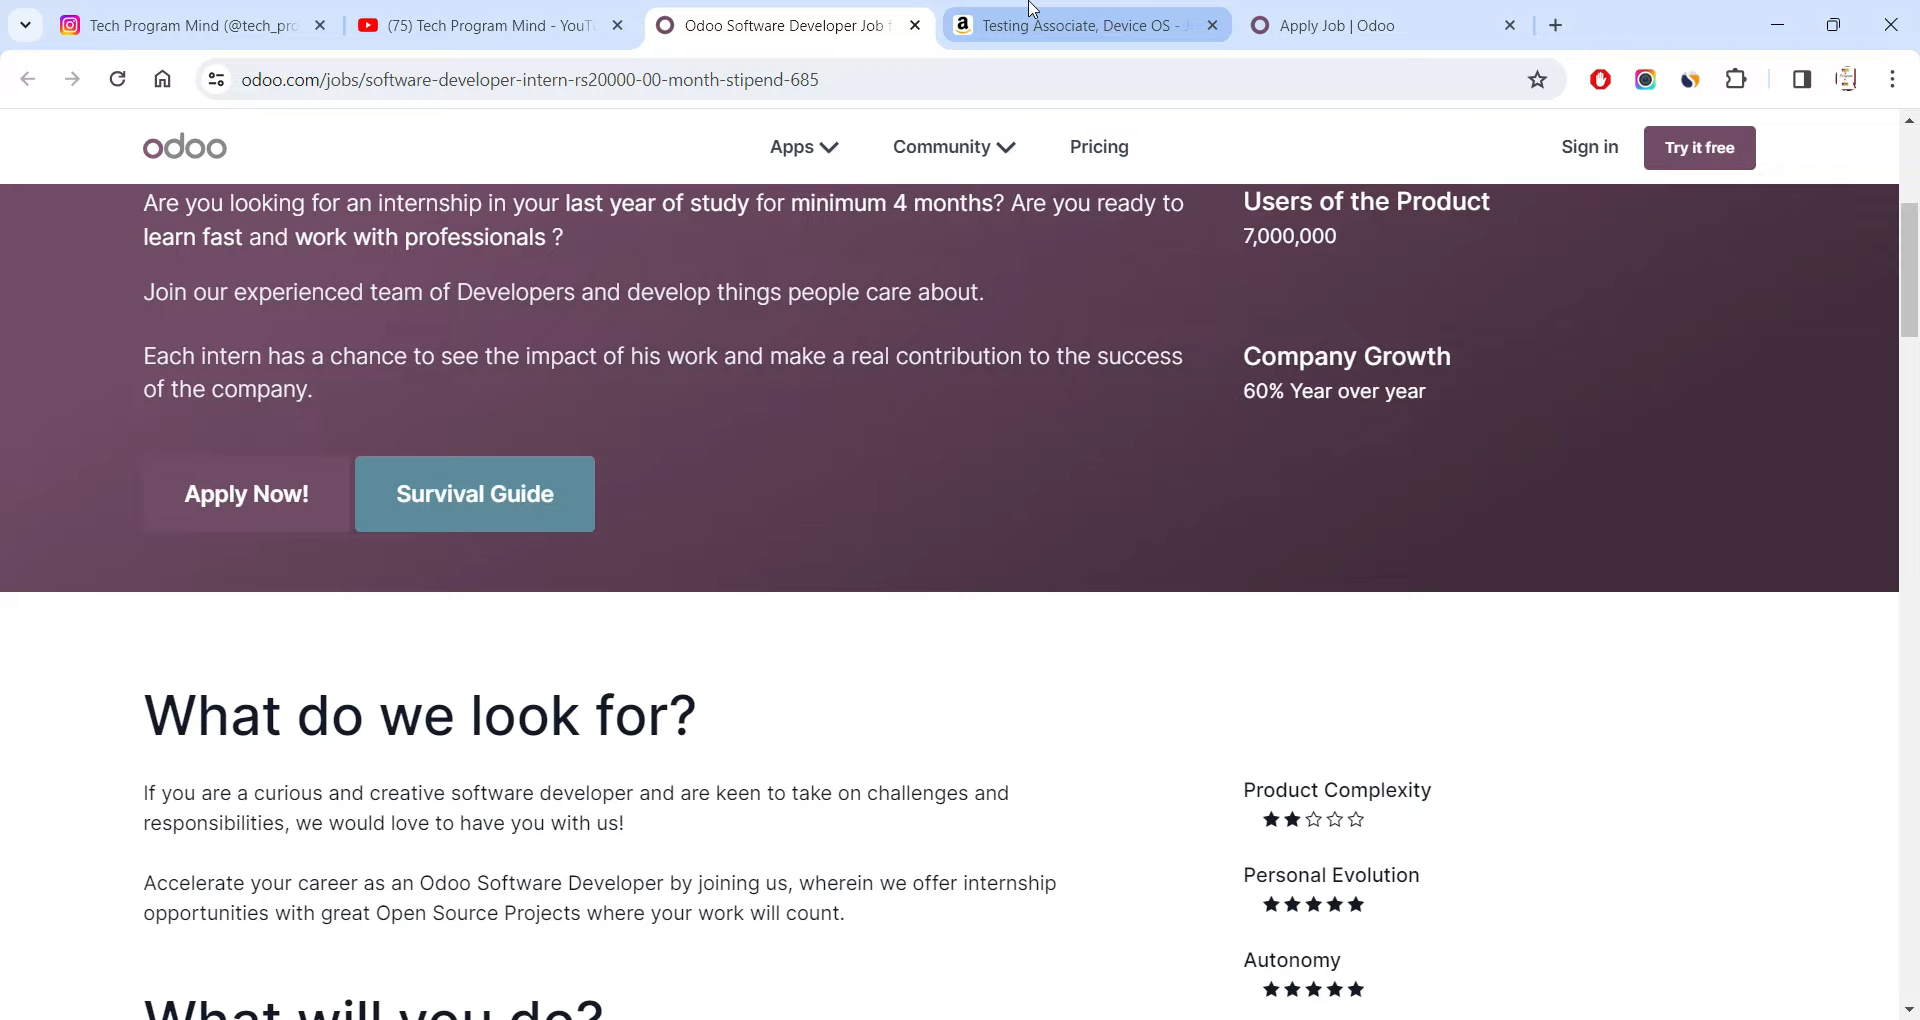 Tech Program Mind (@tech_pro
(75) Tech Program Mind - YouT
Odoo Software Developer Job f
Testing Associate, Device OS - J
Apply Job | Odoo
odoo.com/jobs/software-developer-intern-rs20000-00-month-stipend-685
odoo
Apps
Community
Pricing
Sign in
Try it free
Are you looking for an internship in your last year of study for minimum 4 months? Are you ready to
learn fast and work with professionals ?
Join our experienced team of Developers and develop things people care about.
Each intern has a chance to see the impact of his work and make a real contribution to the success
of the company.
Users of the Product
7,000,000
Company Growth
60% Year over year
Apply Now!
Survival Guide
What do we look for?
If you are a curious and creative software developer and are keen to take on challenges and
responsibilities, we would love to have you with us!
Accelerate your career as an Odoo Software Developer by joining us, wherein we offer internship
opportunities with great Open Source Projects where your work will count.
Product Complexity
Personal Evolution
Autonomy
What will you do?